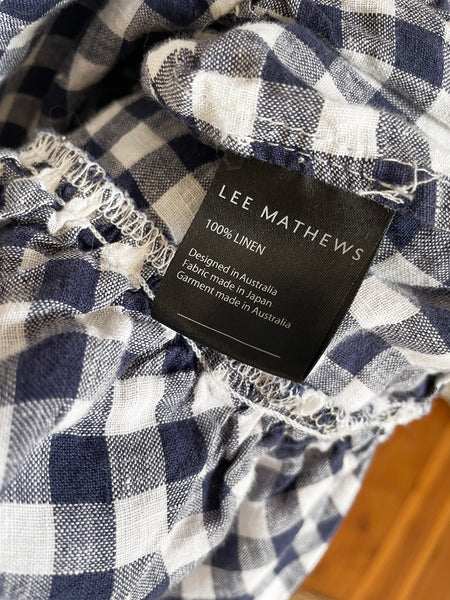 LEE MATHEWS
100% LINEN
Designed in Australia
Fabric made in Japan
Garment made in Australia